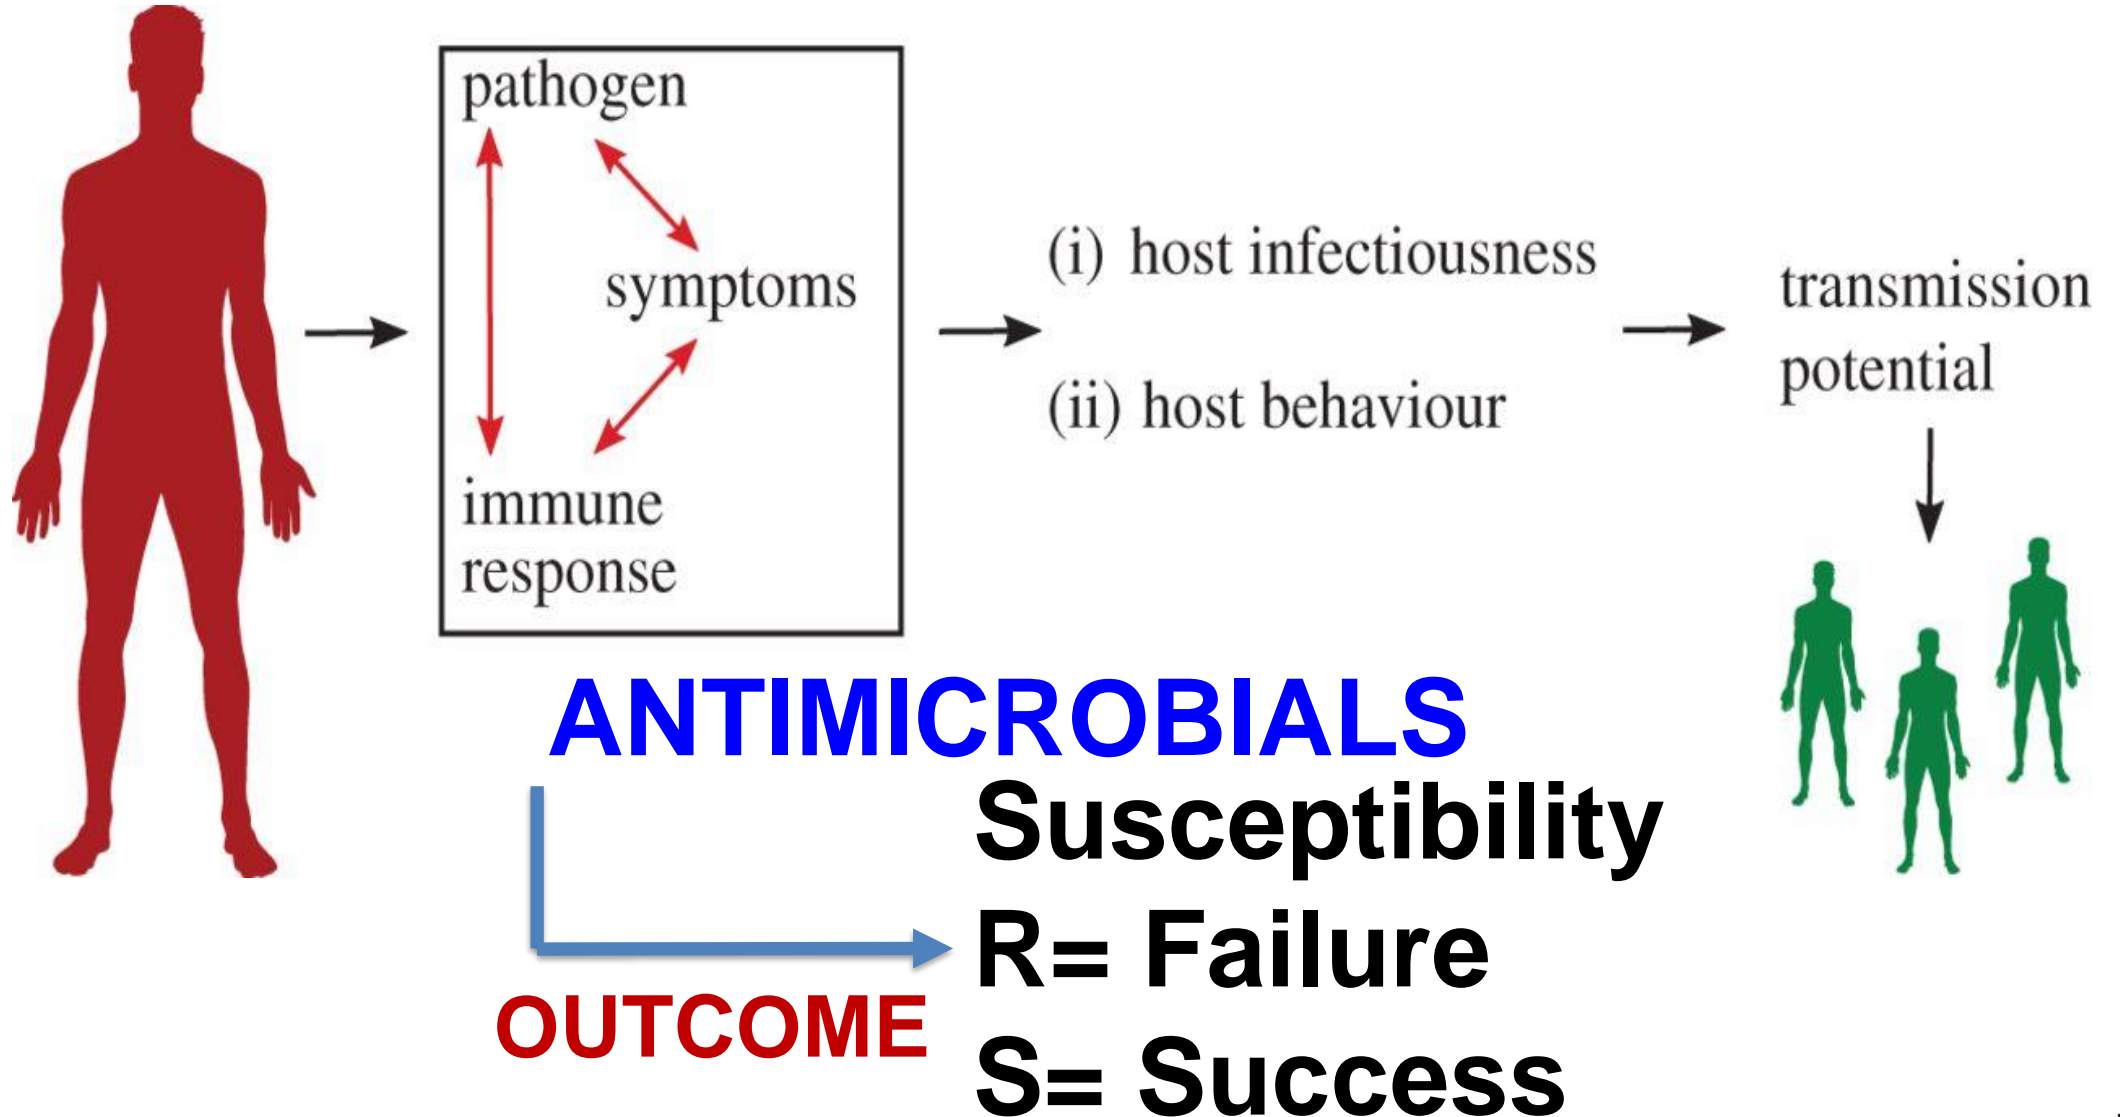 pathogen
symptoms
immune
response
(i) host infectiousness
(ii) host behaviour
transmission
potential
ANTIMICROBIALS
Susceptibility
R= Failure
OUTCOME
S= Success